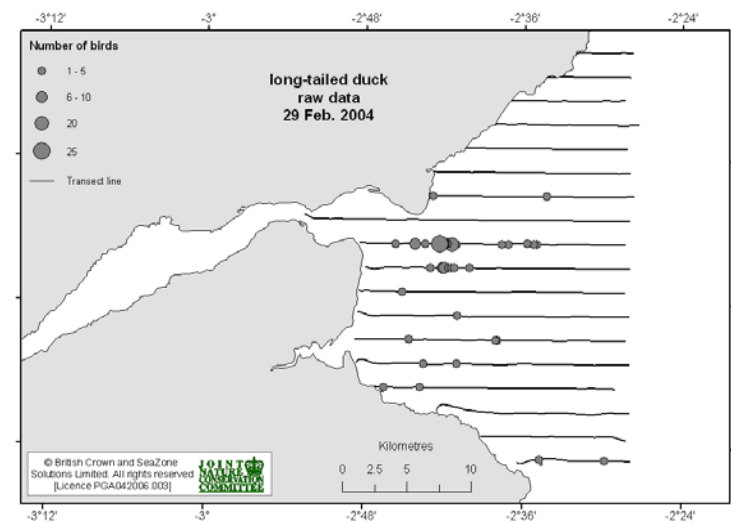 -3°12' -3° -2°48' -2°36' -2°24'
Number of birds
1 - 5
6 - 10
20
25
Transect line
long-tailed duck
raw data
29 Feb. 2004
Kilometres
0 2.5 5 10
© British Crown and SeaZone
Solutions Limited. All rights reserved
[Licence PGA042006.003]
JOINT
NATURE
CONSERVATION
COMMITTEE
-3°12' -3° -2°48' -2°36' -2°24'